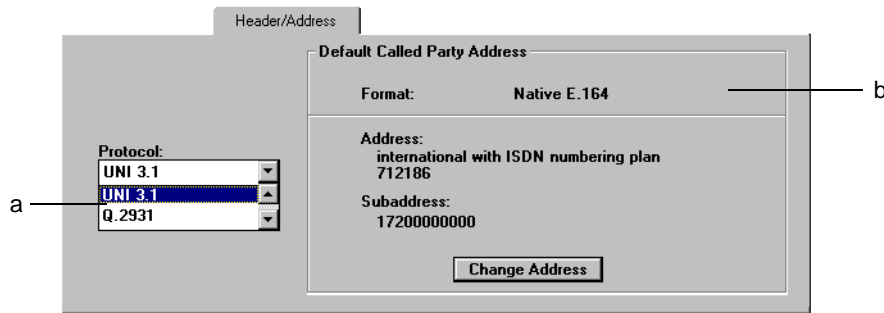 Header/Address
Default Called Party Address
Format: Native E.164
b
Protocol:
UNI 3.1
UNI 3.1
Q.2931
a
Address:
international with ISDN numbering plan
712186
Subaddress:
17200000000
Change Address